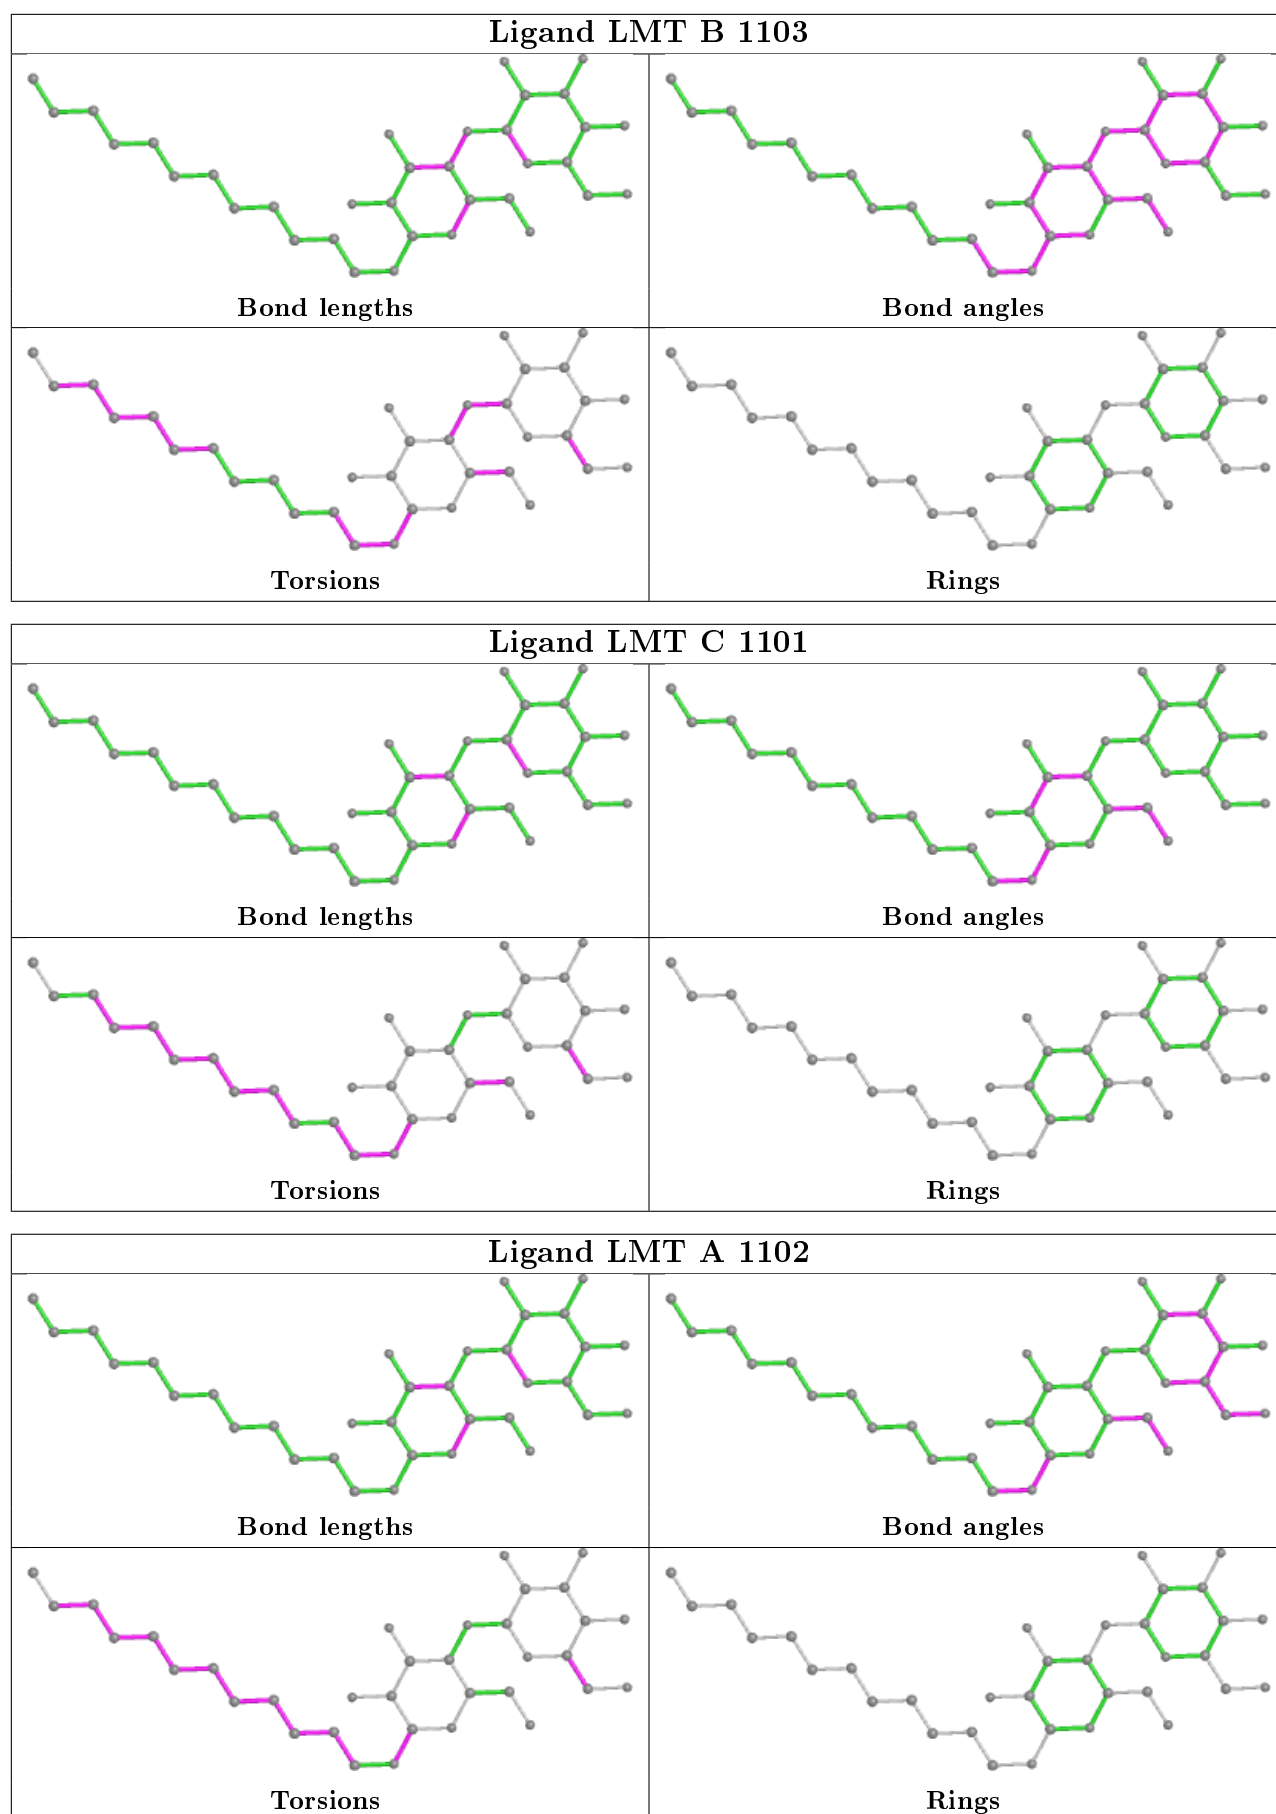 Ligand LMT B 1103
Bond lengths
Bond angles
Torsions
Rings
Ligand LMT C 1101
Bond lengths
Bond angles
Torsions
Rings
Ligand LMT A 1102
Bond lengths
Bond angles
Torsions
Rings